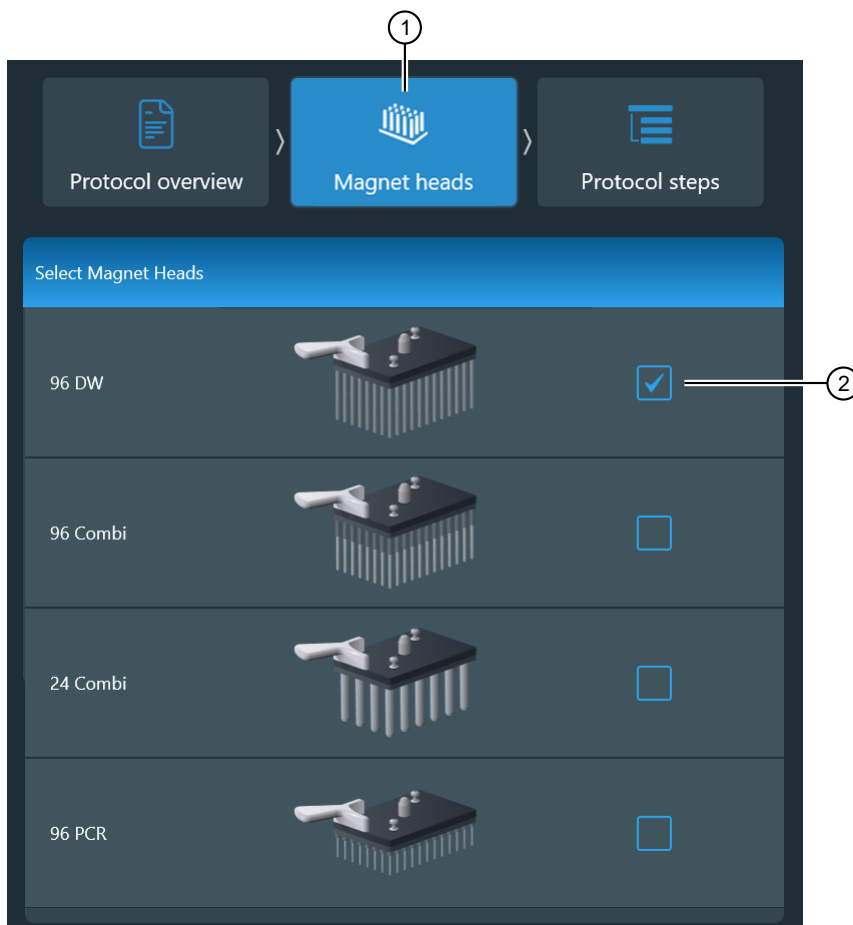 1
Protocol overview
Magnet heads
Protocol steps
Select Magnet Heads
96 DW
2
96 Combi
24 Combi
96 PCR